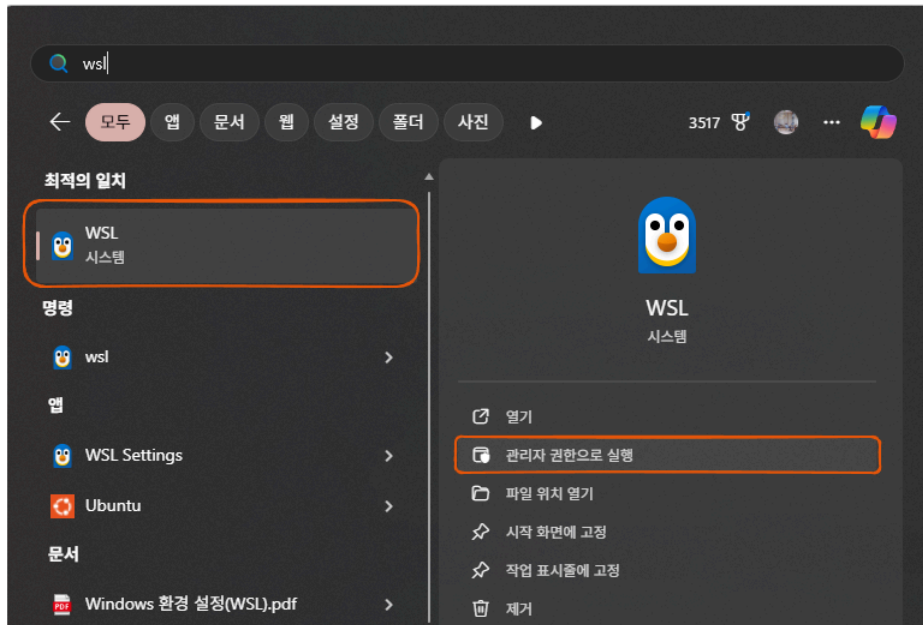 wsl
모두 앱 문서 웹 설정 폴더 사진 3517
최적의 일치
WSL
시스템
명령
wsl
앱
WSL Settings
Ubuntu
문서
PDF Windows 환경 설정(WSL).pdf
WSL
시스템
열기
관리자 권한으로 실행
파일 위치 열기
시작 화면에 고정
작업 표시줄에 고정
제거